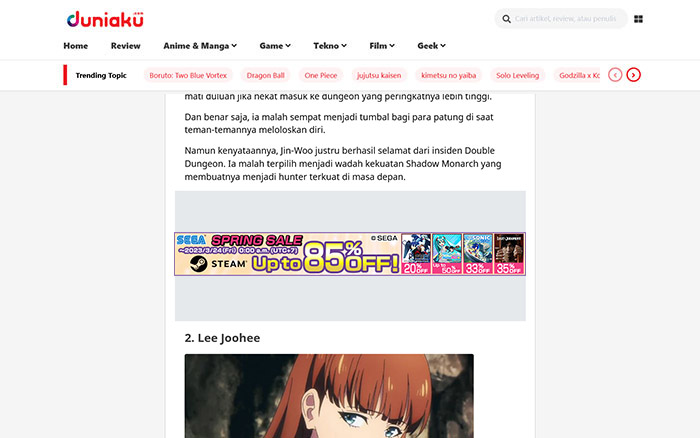 duniaku
.com
Cari artikel, review, atau penulis
Home Review Anime & Manga Game Tekno Film Geek
Trending Topic Boruto: Two Blue Vortex Dragon Ball One Piece jujutsu kaisen kimetsu no yaiba Solo Leveling Godzilla x Ko
mati duluan jika nekat masuk ke dungeon yang peringkatnya lebih tinggi.
Dan benar saja, ia malah sempat menjadi tumbal bagi para patung di saat
teman-temannya meloloskan diri.
Namun kenyataannya, Jin-Woo justru berhasil selamat dari insiden Double
Dungeon. Ia malah terpilih menjadi wadah kekuatan Shadow Monarch yang
membuatnya menjadi hunter terkuat di masa depan.
SEGA SPRING SALE
©SEGA
~2023/3/24(Fri) 0:00a.m. (UTC+7)
STEAM
Up to 85% OFF!
20% OFF
Up to 50% OFF
SONIC
33% OFF
35% OFF
2. Lee Joohee